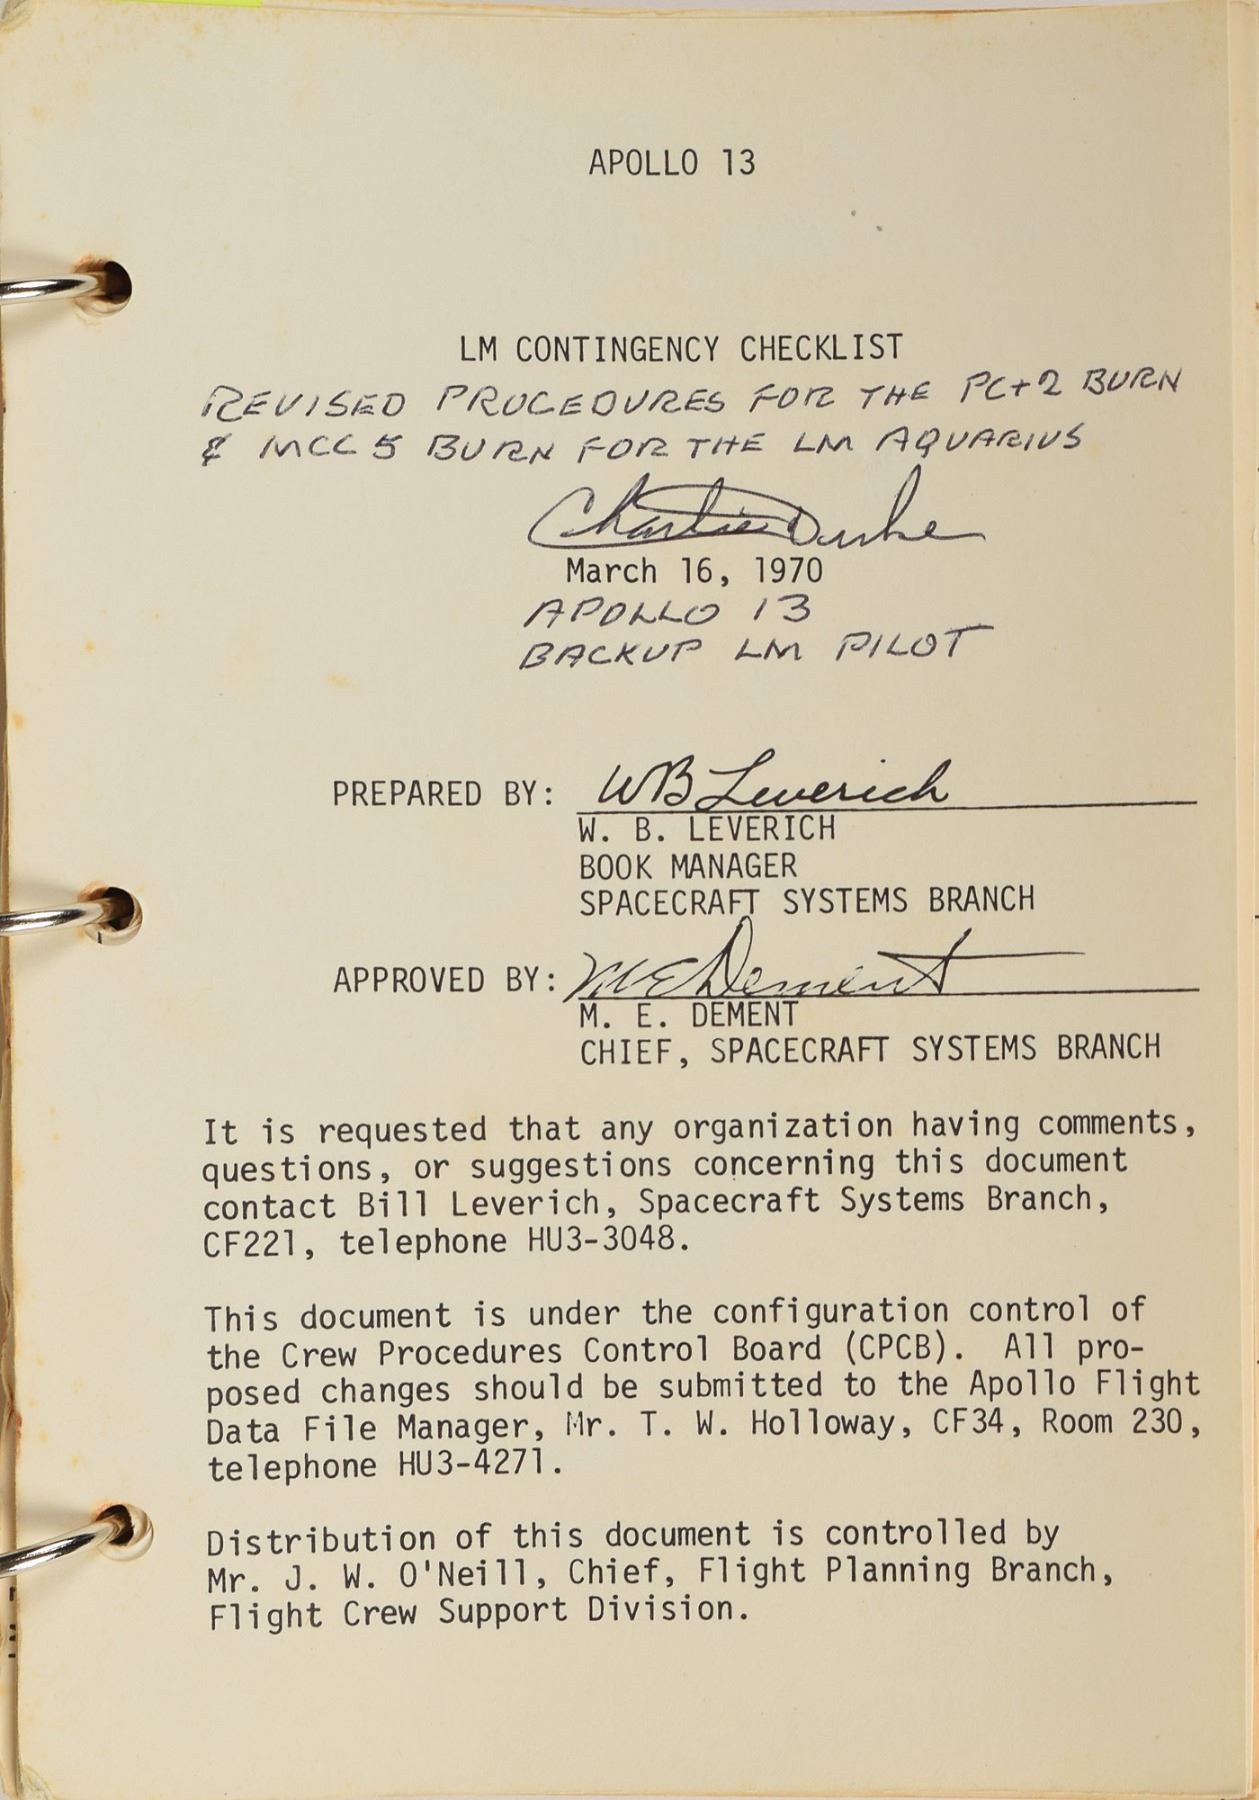 APOLLO 13
LM CONTINGENCY CHECKLIST
REVISED PROCEDURES FOR THE PC+2 BURN
& MCC 5 BURN FOR THE LM AQUARIUS
Charlie Duke
March 16, 1970
APOLLO 13
BACKUP LM PILOT
PREPARED BY: WB Leverich
W. B. LEVERICH
BOOK MANAGER
SPACECRAFT SYSTEMS BRANCH
APPROVED BY: M E Dement
M. E. DEMENT
CHIEF, SPACECRAFT SYSTEMS BRANCH
It is requested that any organization having comments,
questions, or suggestions concerning this document
contact Bill Leverich, Spacecraft Systems Branch,
CF221, telephone HU3-3048.
This document is under the configuration control of
the Crew Procedures Control Board (CPCB). All pro-
posed changes should be submitted to the Apollo Flight
Data File Manager, Mr. T. W. Holloway, CF34, Room 230,
telephone HU3-4271.
Distribution of this document is controlled by
Mr. J. W. O'Neill, Chief, Flight Planning Branch,
Flight Crew Support Division.